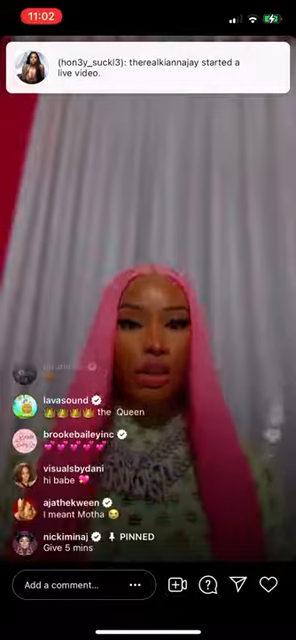 11:02
(hon3y_suckl3): therealkiannajay started a
live video.
lavasound
the Queen
brookebaileyinc
visualsbydani
hi babe
ajathekween
I meant Motha
nickiminaj PINNED
Give 5 mins
Add a comment...